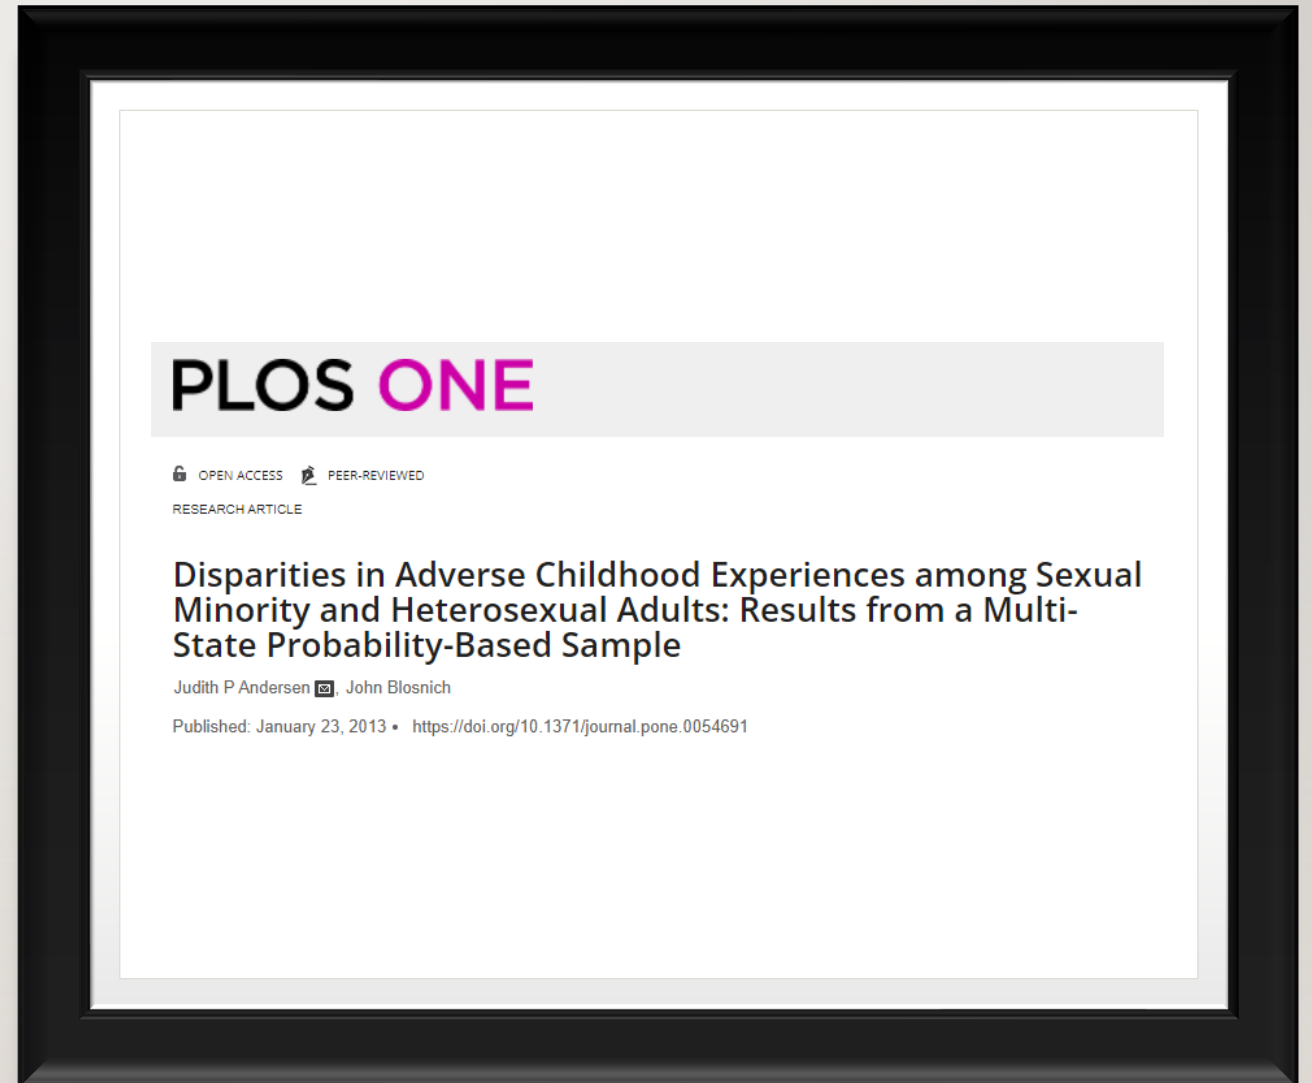 PLOS ONE
OPEN ACCESS PEER-REVIEWED
RESEARCH ARTICLE
Disparities in Adverse Childhood Experiences among Sexual
Minority and Heterosexual Adults: Results from a Multi-
State Probability-Based Sample
Judith P Andersen , John Blosnich
Published: January 23, 2013 • https://doi.org/10.1371/journal.pone.0054691